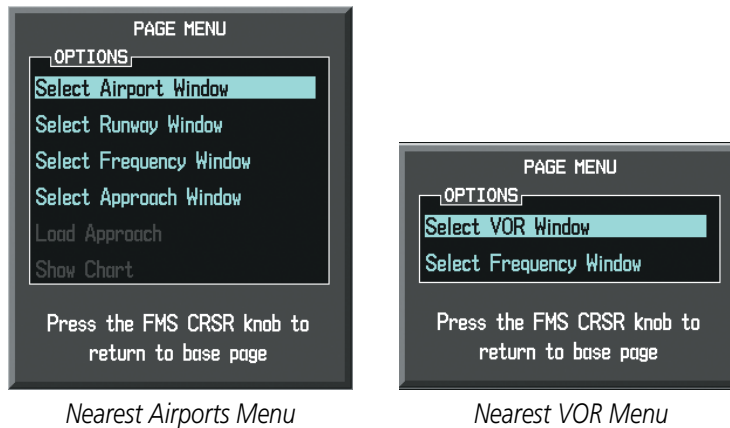 PAGE MENU
OPTIONS
Select Airport Window
Select Runway Window
Select Frequency Window
Select Approach Window
Load Approach
Show Chart
Press the FMS CRSR knob to
return to base page
Nearest Airports Menu
PAGE MENU
OPTIONS
Select VOR Window
Select Frequency Window
Press the FMS CRSR knob to
return to base page
Nearest VOR Menu